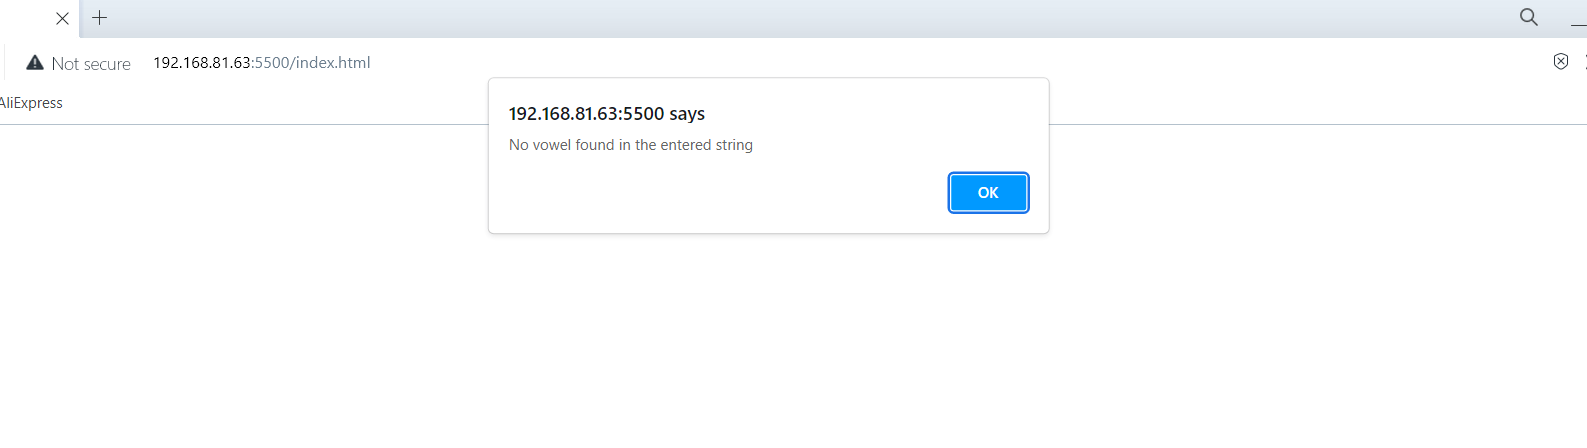 Not secure 192.168.81.63:5500/index.html
AliExpress
192.168.81.63:5500 says
No vowel found in the entered string
OK